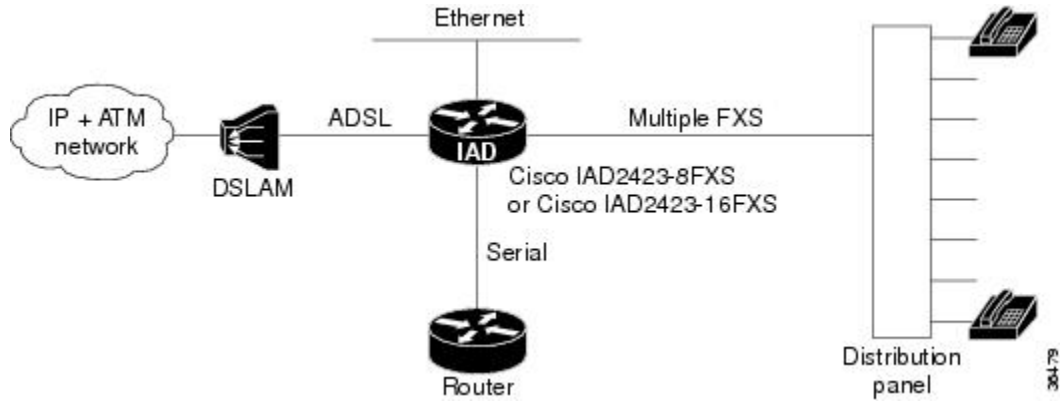 Ethernet
IP + ATM
network
DSLAM
ADSL
IAD
Multiple FXS
Cisco IAD2423-8FXS
or Cisco IAD2423-16FXS
Serial
Router
Distribution
panel